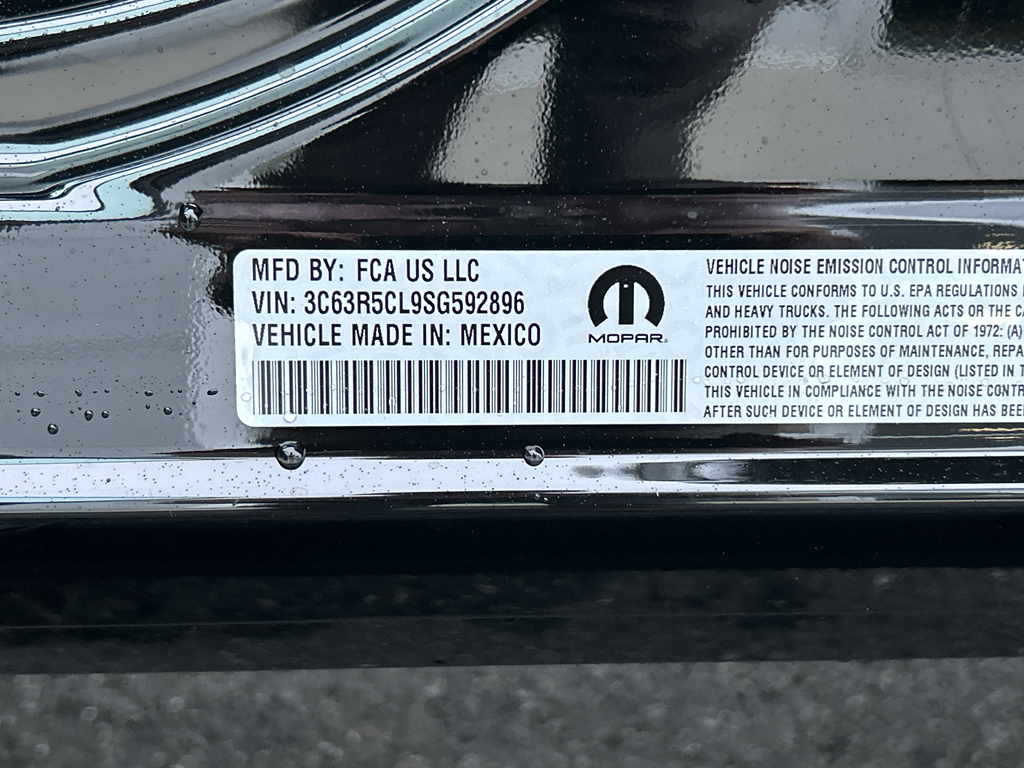 MFD BY: FCA US LLC
VIN: 3C63R5CL9SG592896
VEHICLE MADE IN: MEXICO
MOPAR®
VEHICLE NOISE EMISSION CONTROL INFORMAT
THIS VEHICLE CONFORMS TO U.S. EPA REGULATIONS
AND HEAVY TRUCKS. THE FOLLOWING ACTS OR THE CA
PROHIBITED BY THE NOISE CONTROL ACT OF 1972: (A)
OTHER THAN FOR PURPOSES OF MAINTENANCE, REPA
CONTROL DEVICE OR ELEMENT OF DESIGN (LISTED IN T
THIS VEHICLE IN COMPLIANCE WITH THE NOISE CONTR
AFTER SUCH DEVICE OR ELEMENT OF DESIGN HAS BEE